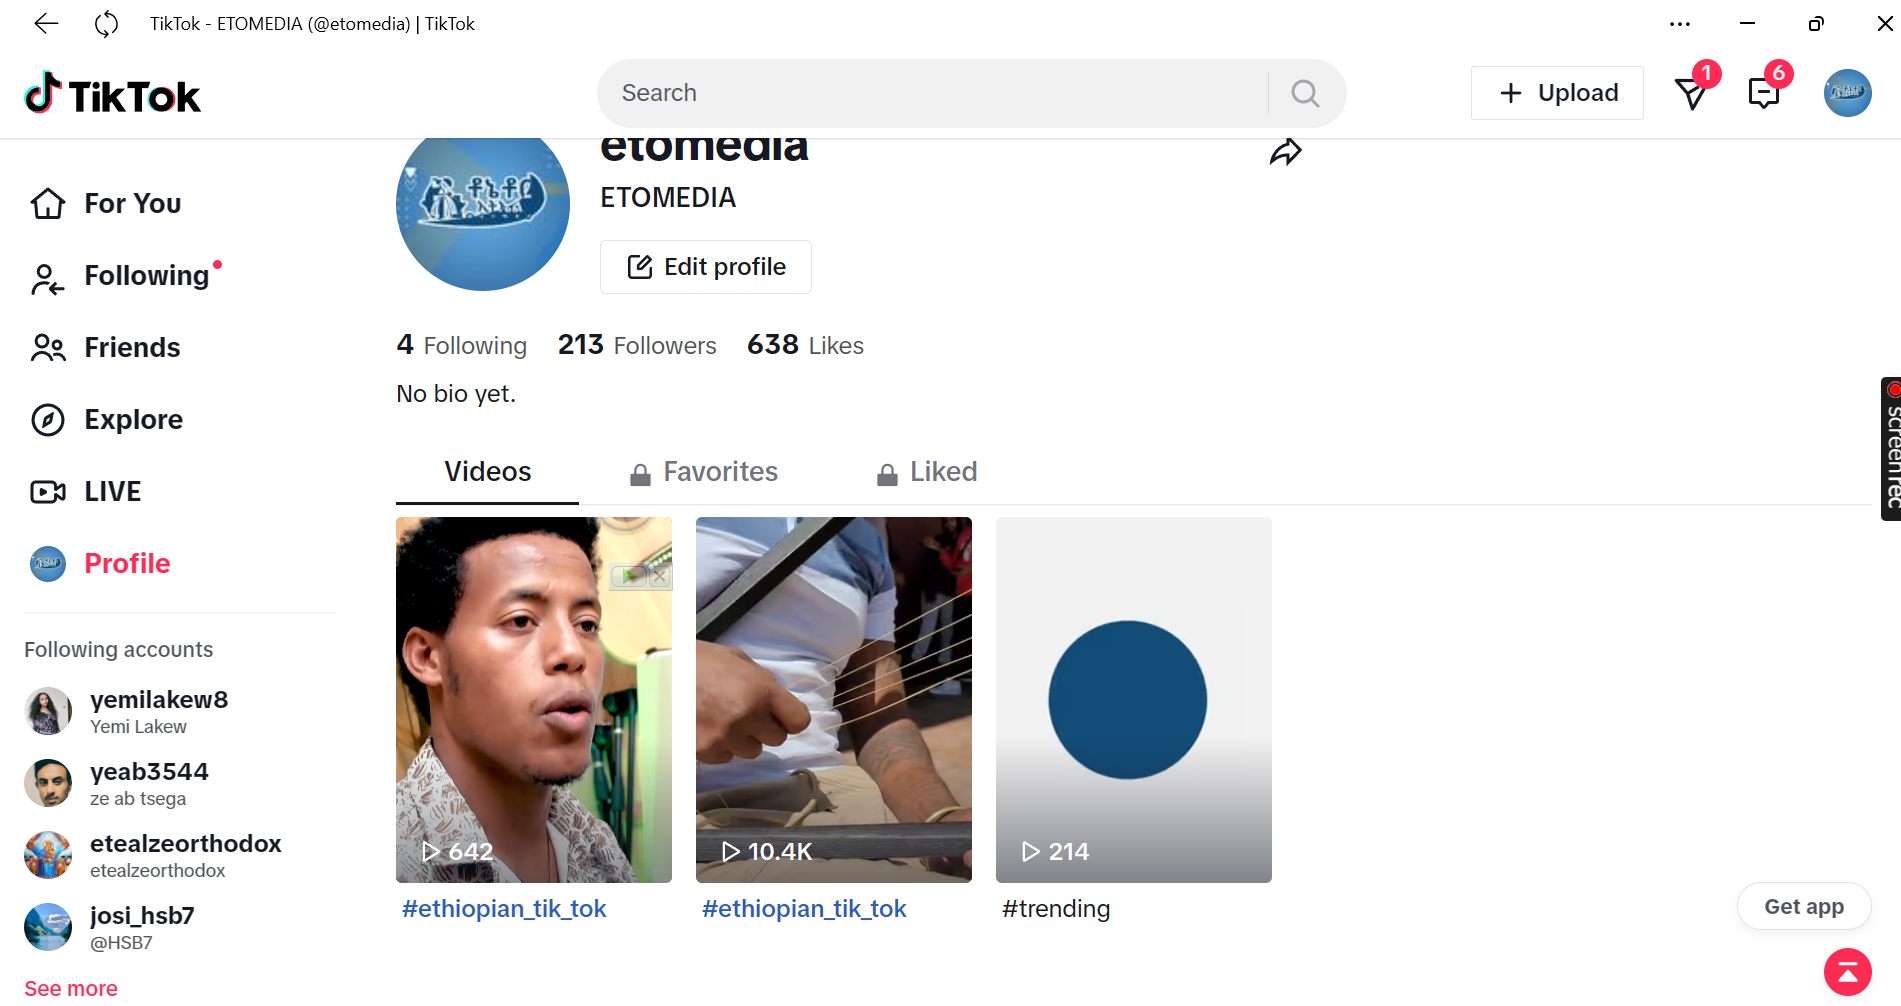 TikTok - ETOMEDIA (@etomedia) | TikTok
TikTok
Search
Upload
1
6
For You
Following
Friends
Explore
LIVE
Profile
Following accounts
yemilakew8
Yemi Lakew
yeab3544
ze ab tsega
etealzeorthodox
etealzeorthodox
josi_hsb7
@HSB7
See more
etomedia
ETOMEDIA
Edit profile
4 Following 213 Followers 638 Likes
No bio yet.
Videos Favorites Liked
642
#ethiopian_tik_tok
10.4K
#ethiopian_tik_tok
214
#trending
screenrec
Get app